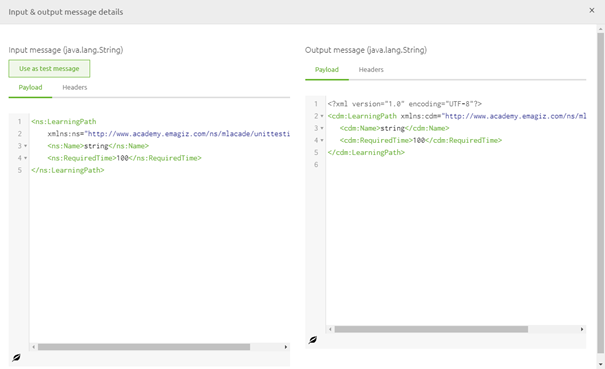 Input & output message details
×
Input message (java.lang.String)
Use as test message
Payload Headers
1 <ns:LearningPath
2 xmlns:ns="http://www.academy.emagiz.com/ns/mlacade/unittesti
3 <ns:Name>string</ns:Name>
4 <ns:RequiredTime>100</ns:RequiredTime>
5 </ns:LearningPath>
Output message (java.lang.String)
Payload Headers
1 <?xml version="1.0" encoding="UTF-8"?>
2 <cdm:LearningPath xmlns:cdm="http://www.academy.emagiz.com/ns/ml
3 <cdm:Name>string</cdm:Name>
4 <cdm:RequiredTime>100</cdm:RequiredTime>
5 </cdm:LearningPath>
6